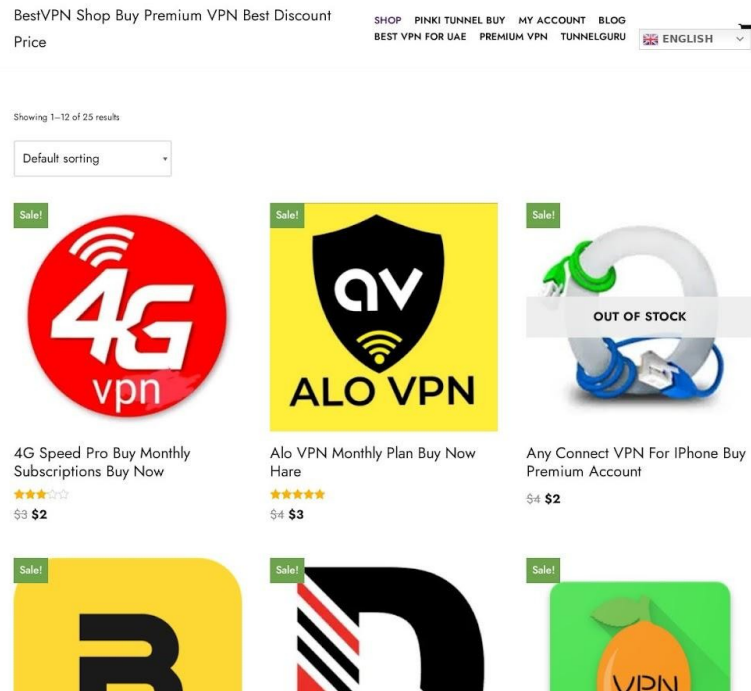 BestVPN Shop Buy Premium VPN Best Discount
Price
SHOP PINKI TUNNEL BUY MY ACCOUNT BLOG
BEST VPN FOR UAE PREMIUM VPN TUNNELGURU
ENGLISH
Showing 1–12 of 25 results
Default sorting
Sale!
4G
vpn
Sale!
av
ALO VPN
Sale!
OUT OF STOCK
4G Speed Pro Buy Monthly
Subscriptions Buy Now
$3 $2
Alo VPN Monthly Plan Buy Now
Hare
$4 $3
Any Connect VPN For IPhone Buy
Premium Account
$4 $2
Sale!
B
Sale!
Sale!
VPN